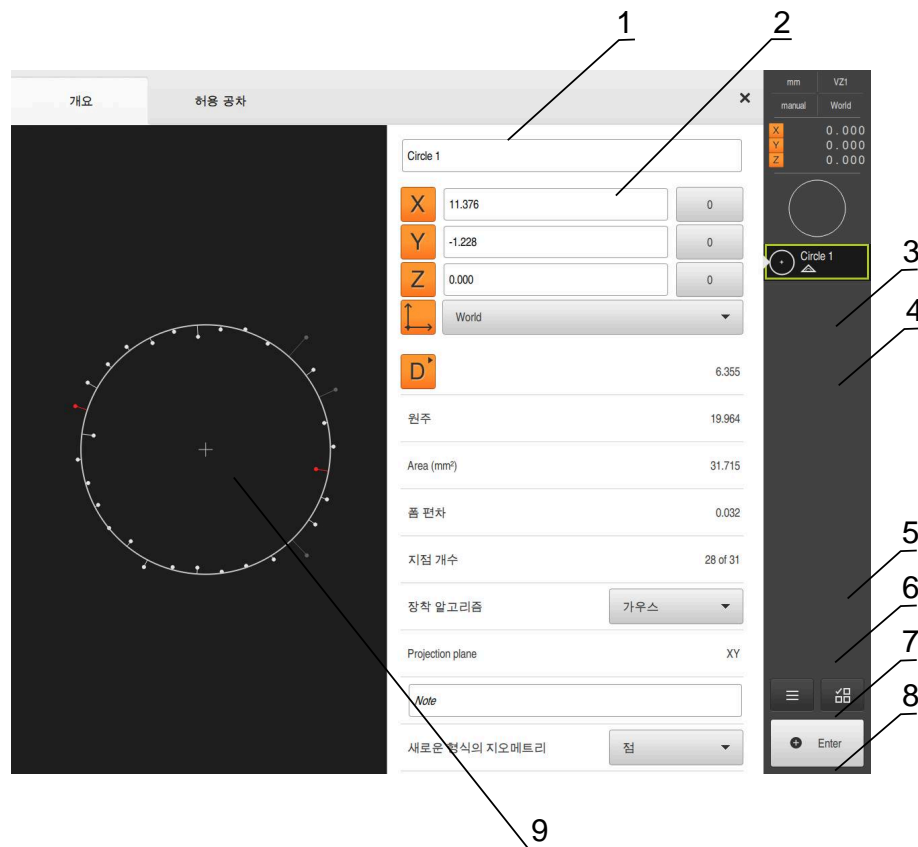 1
2
개요
허용 공차
×
mm
VZ1
manual
World
X 0.000
Y 0.000
Z 0.000
Circle 1
X 11.376 0
Y -1.228 0
Z 0.000 0
World
Circle 1
3
4
D 6.355
원주 19.964
Area (mm²) 31.715
폼 편차 0.032
지점 개수 28 of 31
장착 알고리즘 가우스
Projection plane XY
Note
새로운 형식의 지오메트리 점
5
6
7
8
Enter
9